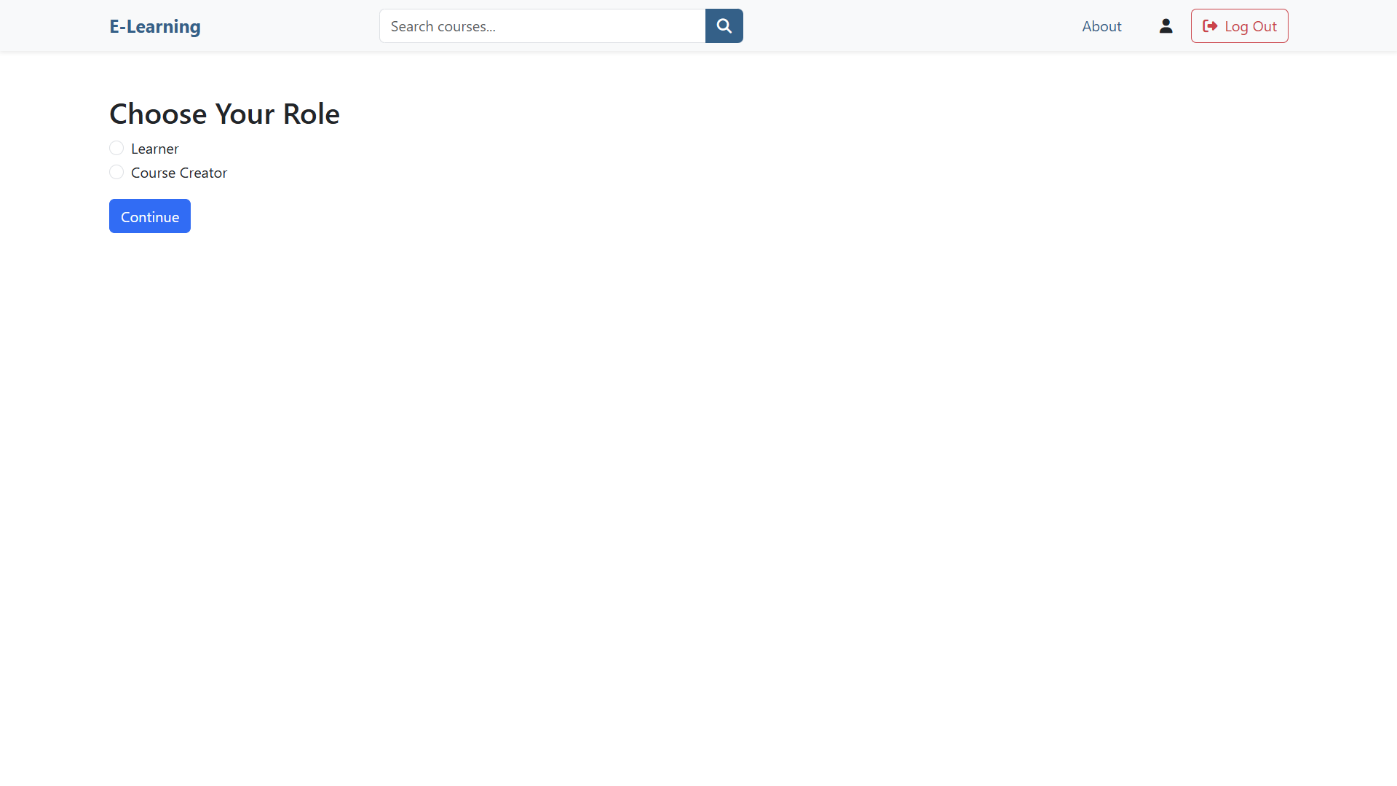 E-Learning
Search courses...
About
Log Out
Choose Your Role
Learner
Course Creator
Continue